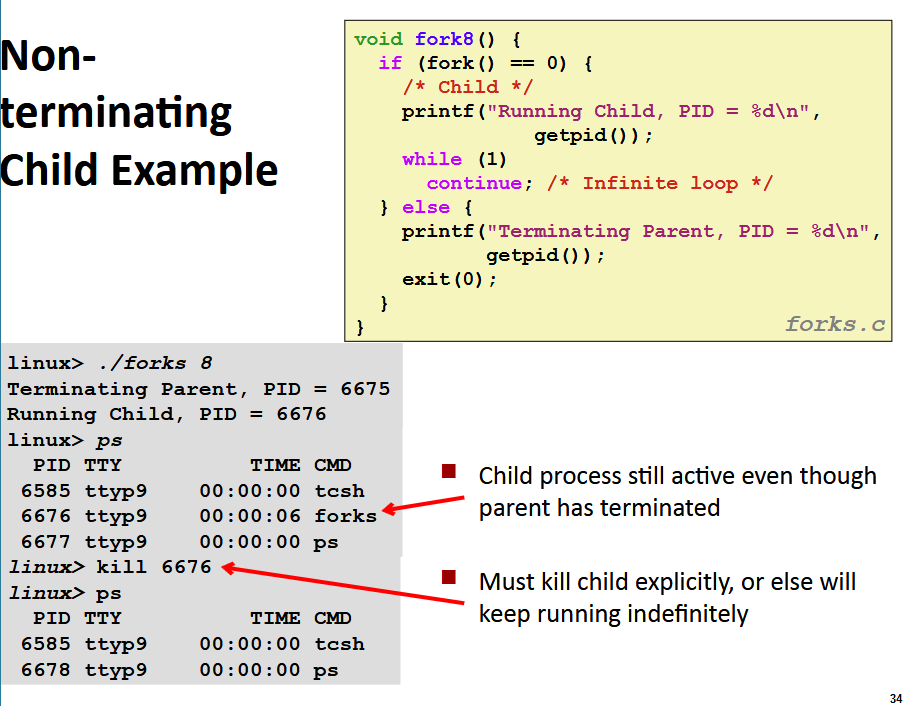 Non-
terminating
Child Example
void fork8() {
  if (fork() == 0) {
    /* Child */
    printf("Running Child, PID = %d\n",
               getpid());
    while (1)
      continue; /* Infinite loop */
  } else {
    printf("Terminating Parent, PID = %d\n",
           getpid());
    exit(0);
  }
}
forks.c
linux> ./forks 8
Terminating Parent, PID = 6675
Running Child, PID = 6676
linux> ps
  PID TTY          TIME CMD
 6585 ttyp9    00:00:00 tcsh
 6676 ttyp9    00:00:06 forks
 6677 ttyp9    00:00:00 ps
linux> kill 6676
linux> ps
  PID TTY          TIME CMD
 6585 ttyp9    00:00:00 tcsh
 6678 ttyp9    00:00:00 ps
Child process still active even though
parent has terminated
Must kill child explicitly, or else will
keep running indefinitely
34